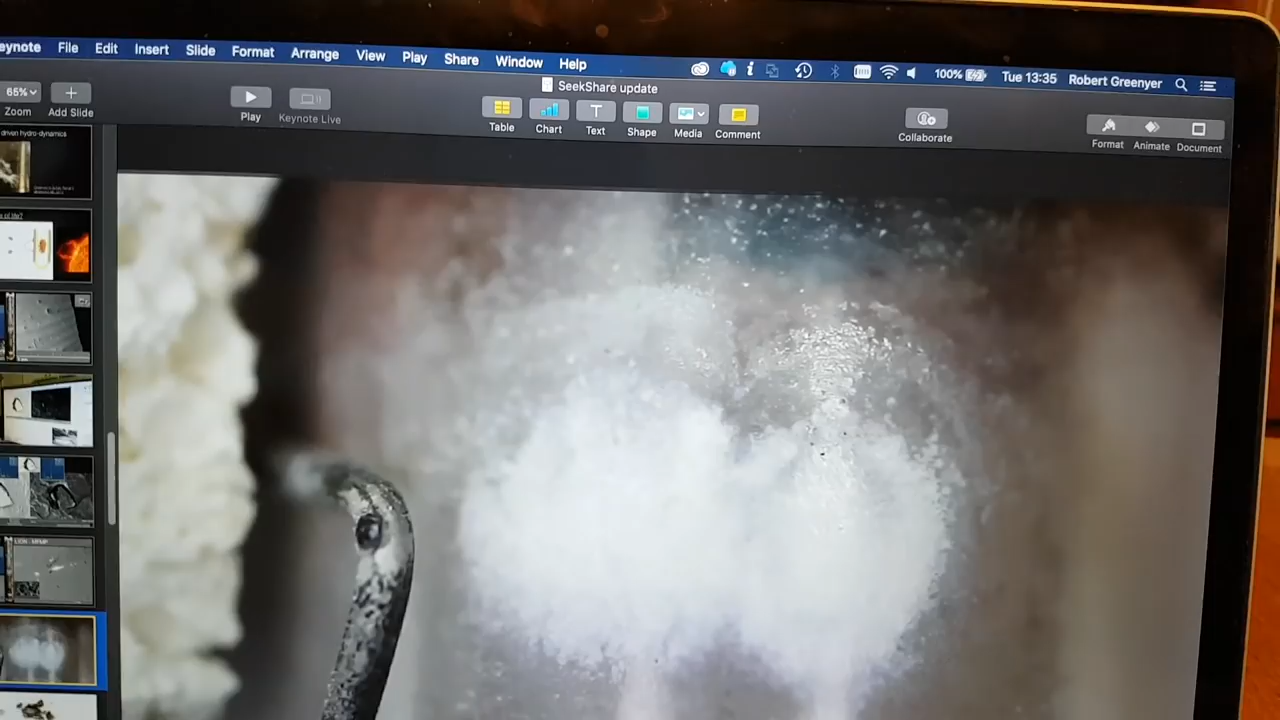 eynote File Edit Insert Slide Format Arrange View Play Share Window Help 100% Tue 13:35 Robert Greenyer
SeekShare update
65%
Zoom Add Slide Play Keynote Live Table Chart Text Shape Media Comment Collaborate Format Animate Document
driven hydro-dynamics
of life?